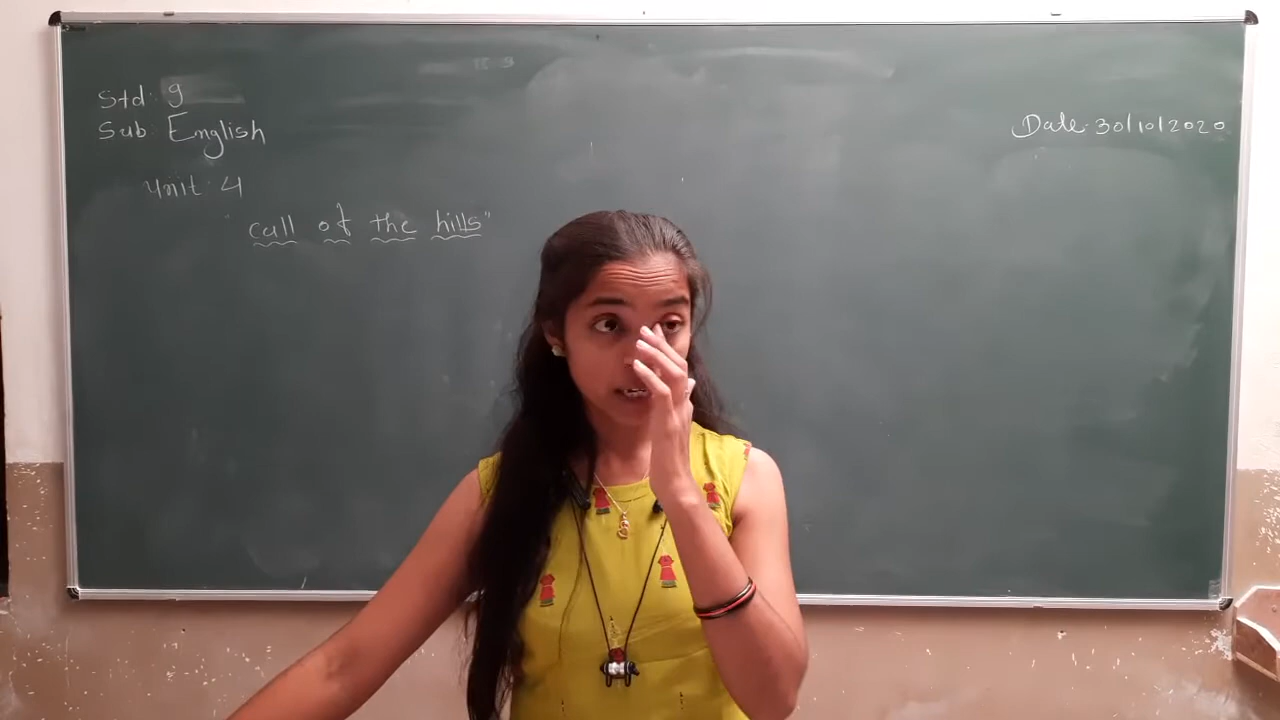 Std: 9
Sub: English
Date: 30/10/2020
Unit: 4
"call of the hills"